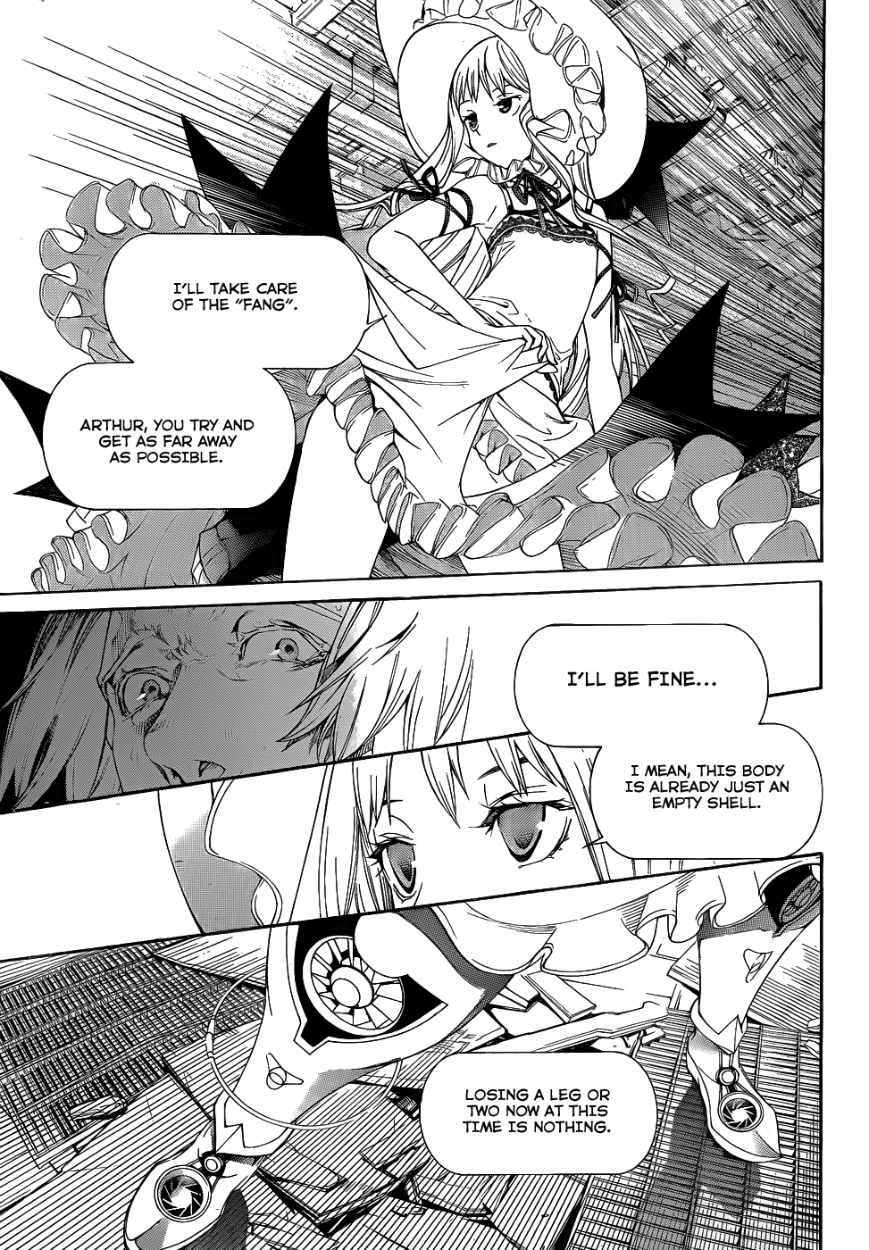 I'LL TAKE CARE
OF THE "FANG".
ARTHUR, YOU TRY AND
GET AS FAR AWAY
AS POSSIBLE.
I'LL BE FINE...
I MEAN, THIS BODY
IS ALREADY JUST AN
EMPTY SHELL.
LOSING A LEG OR
TWO NOW AT THIS
TIME IS NOTHING.